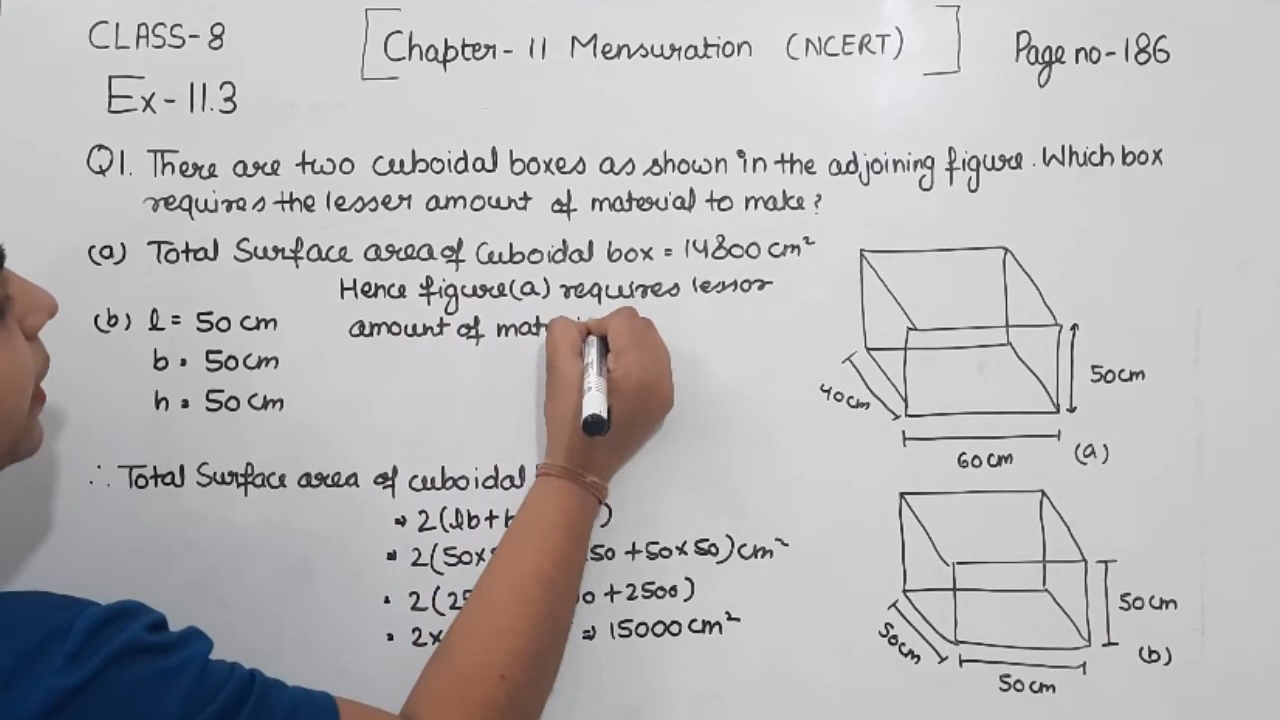 CLASS-8
Chapter-11 Mensuration (NCERT)
Page no-186
Ex-11.3
Q1. There are two cuboidal boxes as shown in the adjoining figure. Which box
requires the lesser amount of material to make?
(a) Total Surface area of Cuboidal box = 14800 cm²
Hence figure(a) requires lessor
amount of mat
(b) l = 50 cm
b = 50cm
h = 50 cm
∴ Total Surface area of cuboidal
⇒ 2(lb+b )
= 2(50× 50 +50×50) cm²
= 2(25 0 +2500)
= 2× ⇒ 15000 cm²
50cm
40cm
60cm
(a)
50cm
50cm
50cm
(b)